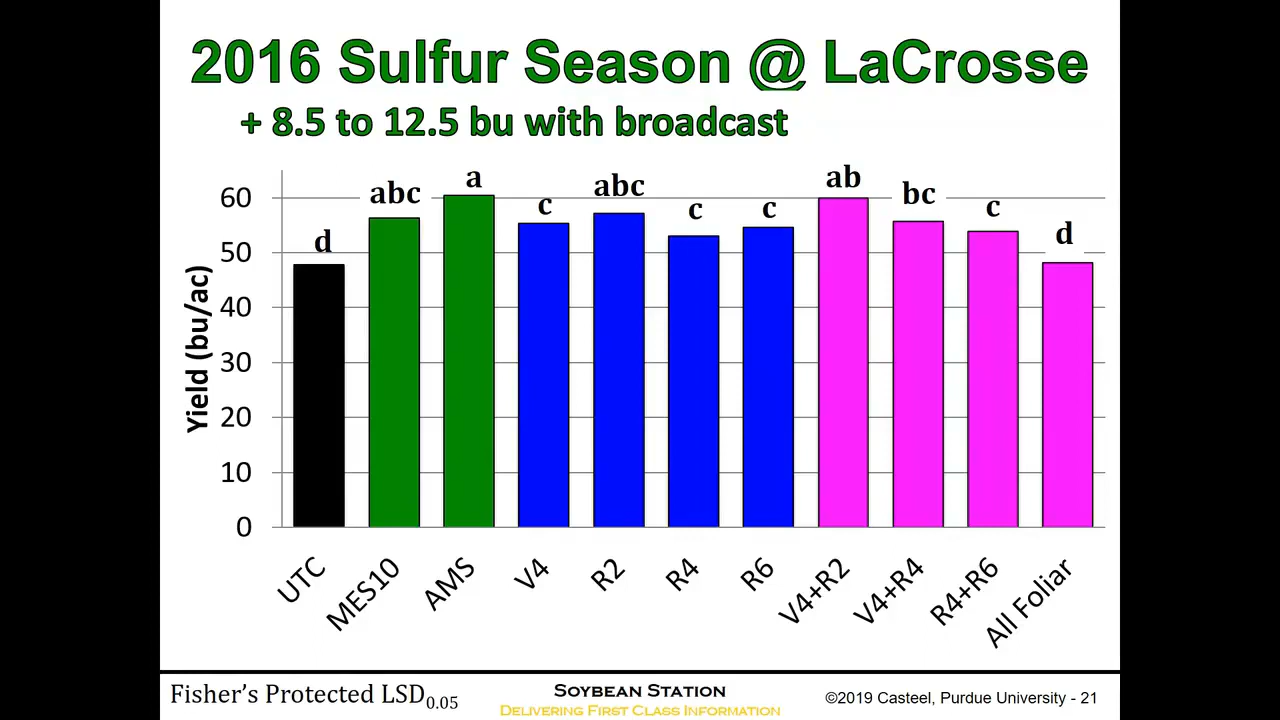 2016 Sulfur Season @ LaCrosse
+ 8.5 to 12.5 bu with broadcast
Yield (bu/ac)
60
50
40
30
20
10
0
d
abc
a
c
abc
c
c
ab
bc
c
d
UTC
MES10
AMS
V4
R2
R4
R6
V4+R2
V4+R4
R4+R6
All Foliar
Fisher's Protected LSD0.05
Soybean Station
Delivering First Class Information
©2019 Casteel, Purdue University - 21